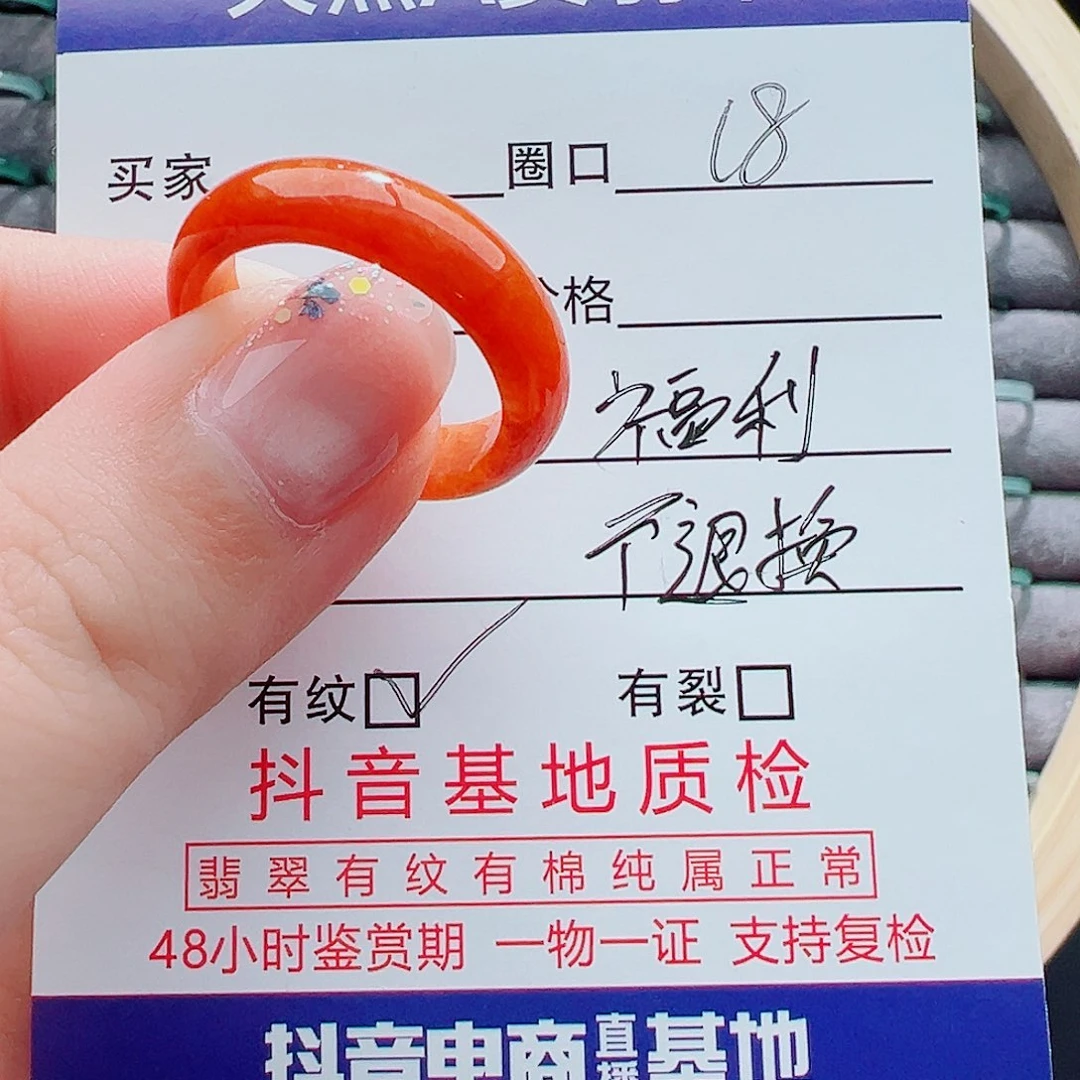 买家 圈口 18
格
福利
不退换
有纹 有裂
抖音基地质检
翡翠有纹有棉纯属正常
48小时鉴赏期 一物一证 支持复检
抖音电商直播基地